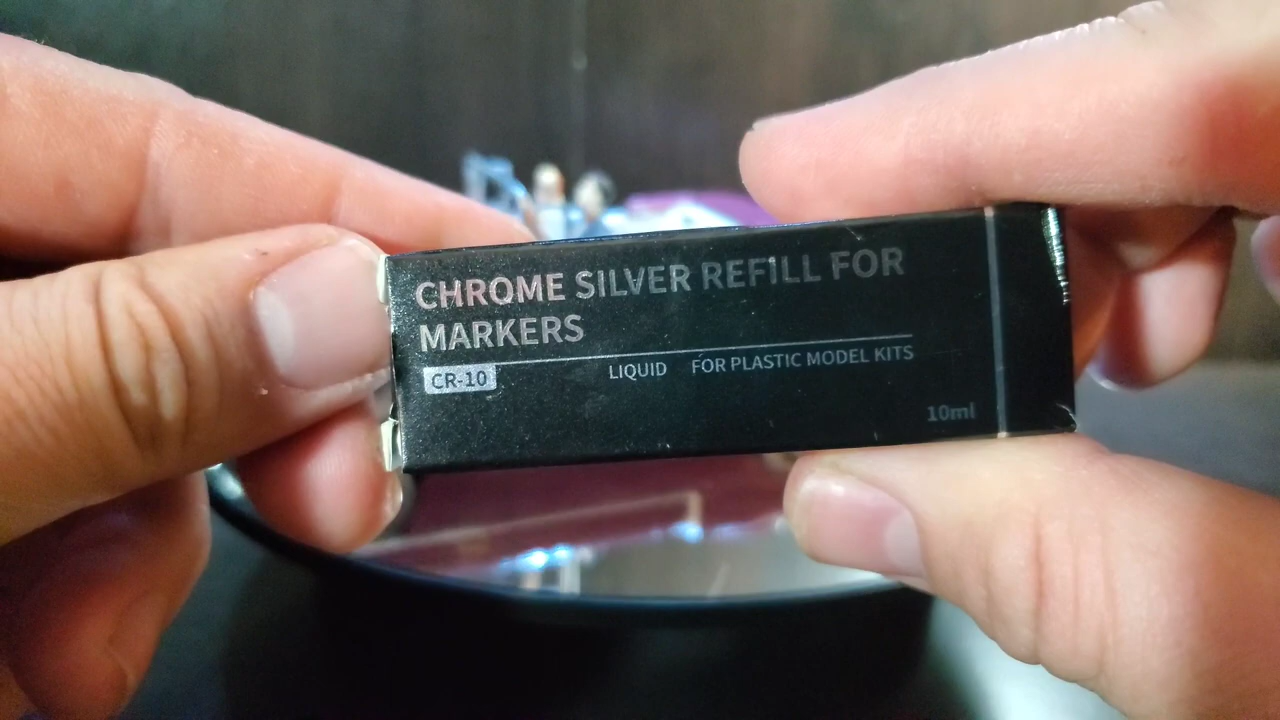 CHROME SILVER REFILL FOR
MARKERS
CR-10 LIQUID FOR PLASTIC MODEL KITS
10ml